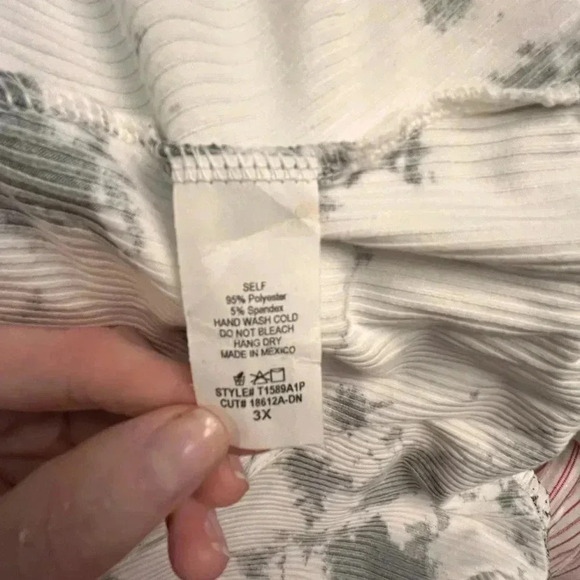 SELF
95% Polyester
5% Spandex
HAND WASH COLD
DO NOT BLEACH
HANG DRY
MADE IN MEXICO
STYLE# T1589A1P
CUT# 18612A-DN
3X